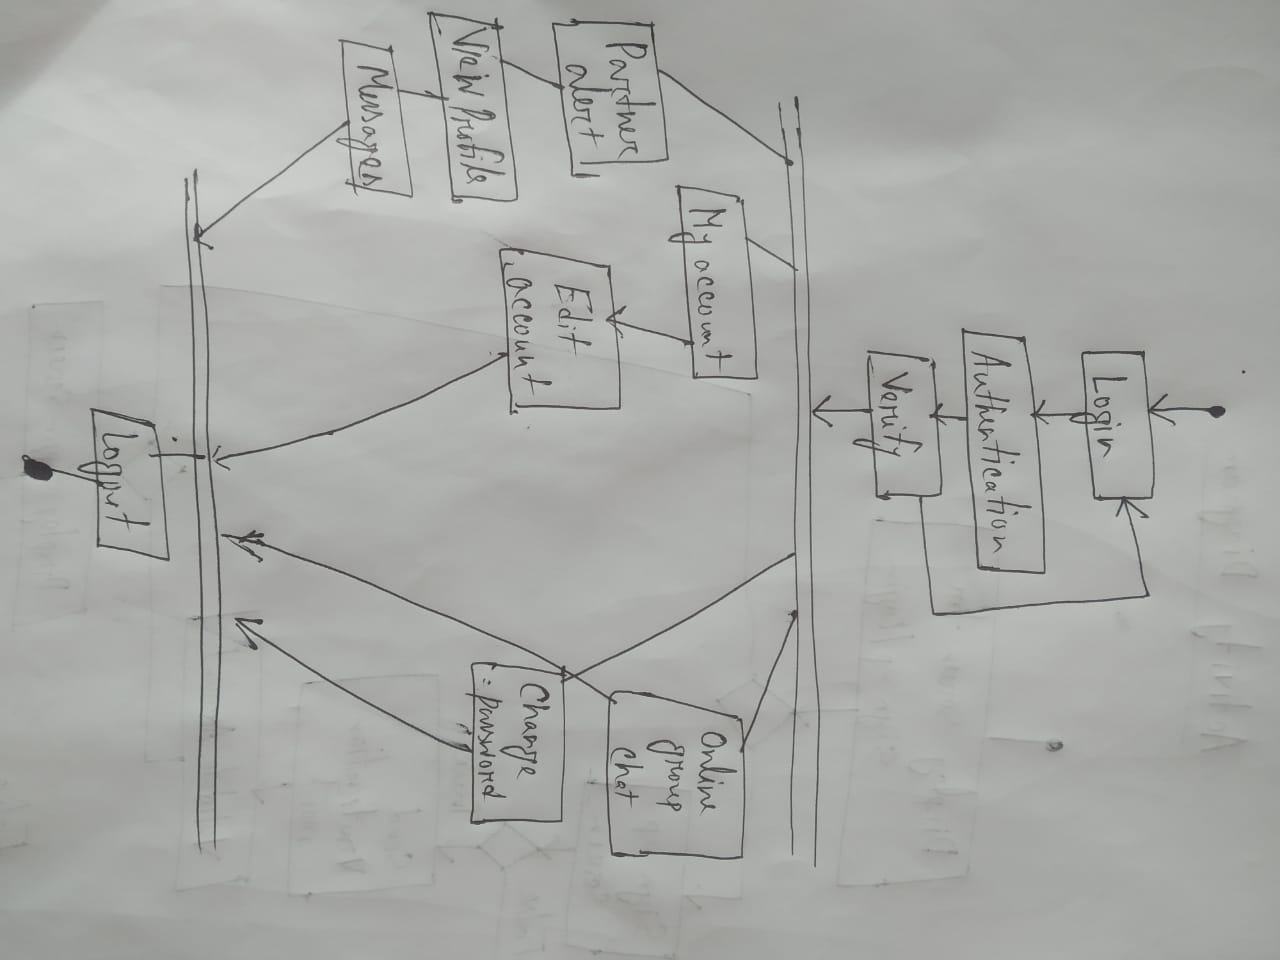 Login
Authentication
Verify
My account
Partner
alert
View Profile
Messages
Edit
account
Online
group
chat
Change
password
Logout